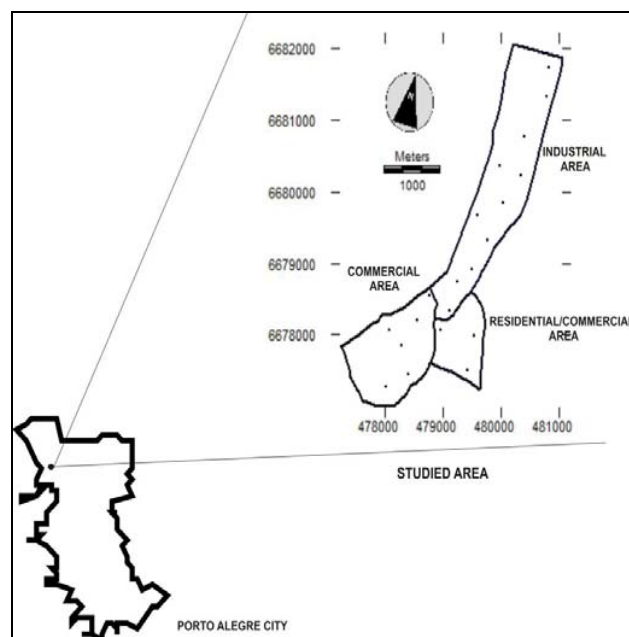 6682000
N
6681000
Meters
1000
INDUSTRIAL
AREA
6680000
6679000
COMMERCIAL
AREA
6678000
RESIDENTIAL/COMMERCIAL
AREA
478000 479000 480000 481000
STUDIED AREA
PORTO ALEGRE CITY